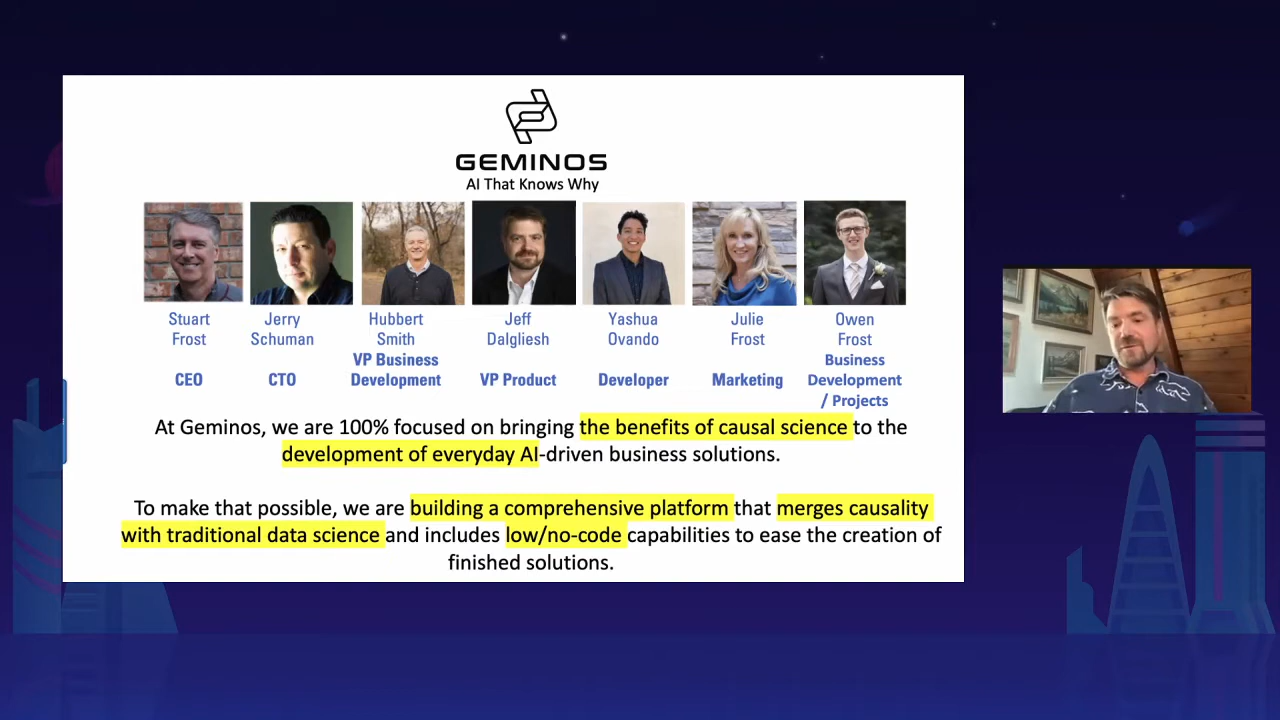 GEMINOS
AI That Knows Why
Stuart Frost
CEO
Jerry Schuman
CTO
Hubbert Smith
VP Business Development
Jeff Dalgliesh
VP Product
Yashua Ovando
Developer
Julie Frost
Marketing
Owen Frost
Business Development / Projects
At Geminos, we are 100% focused on bringing the benefits of causal science to the
development of everyday AI-driven business solutions.
To make that possible, we are building a comprehensive platform that merges causality
with traditional data science and includes low/no-code capabilities to ease the creation of
finished solutions.